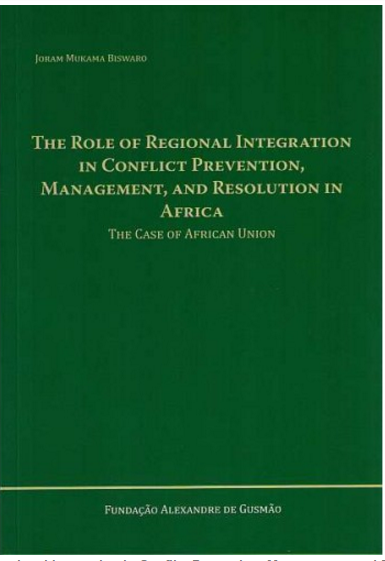 JORAM MUKAMA BISWARO
THE ROLE OF REGIONAL INTEGRATION
IN CONFLICT PREVENTION,
MANAGEMENT, AND RESOLUTION IN
AFRICA
THE CASE OF AFRICAN UNION
FUNDAÇÃO ALEXANDRE DE GUSMÃO